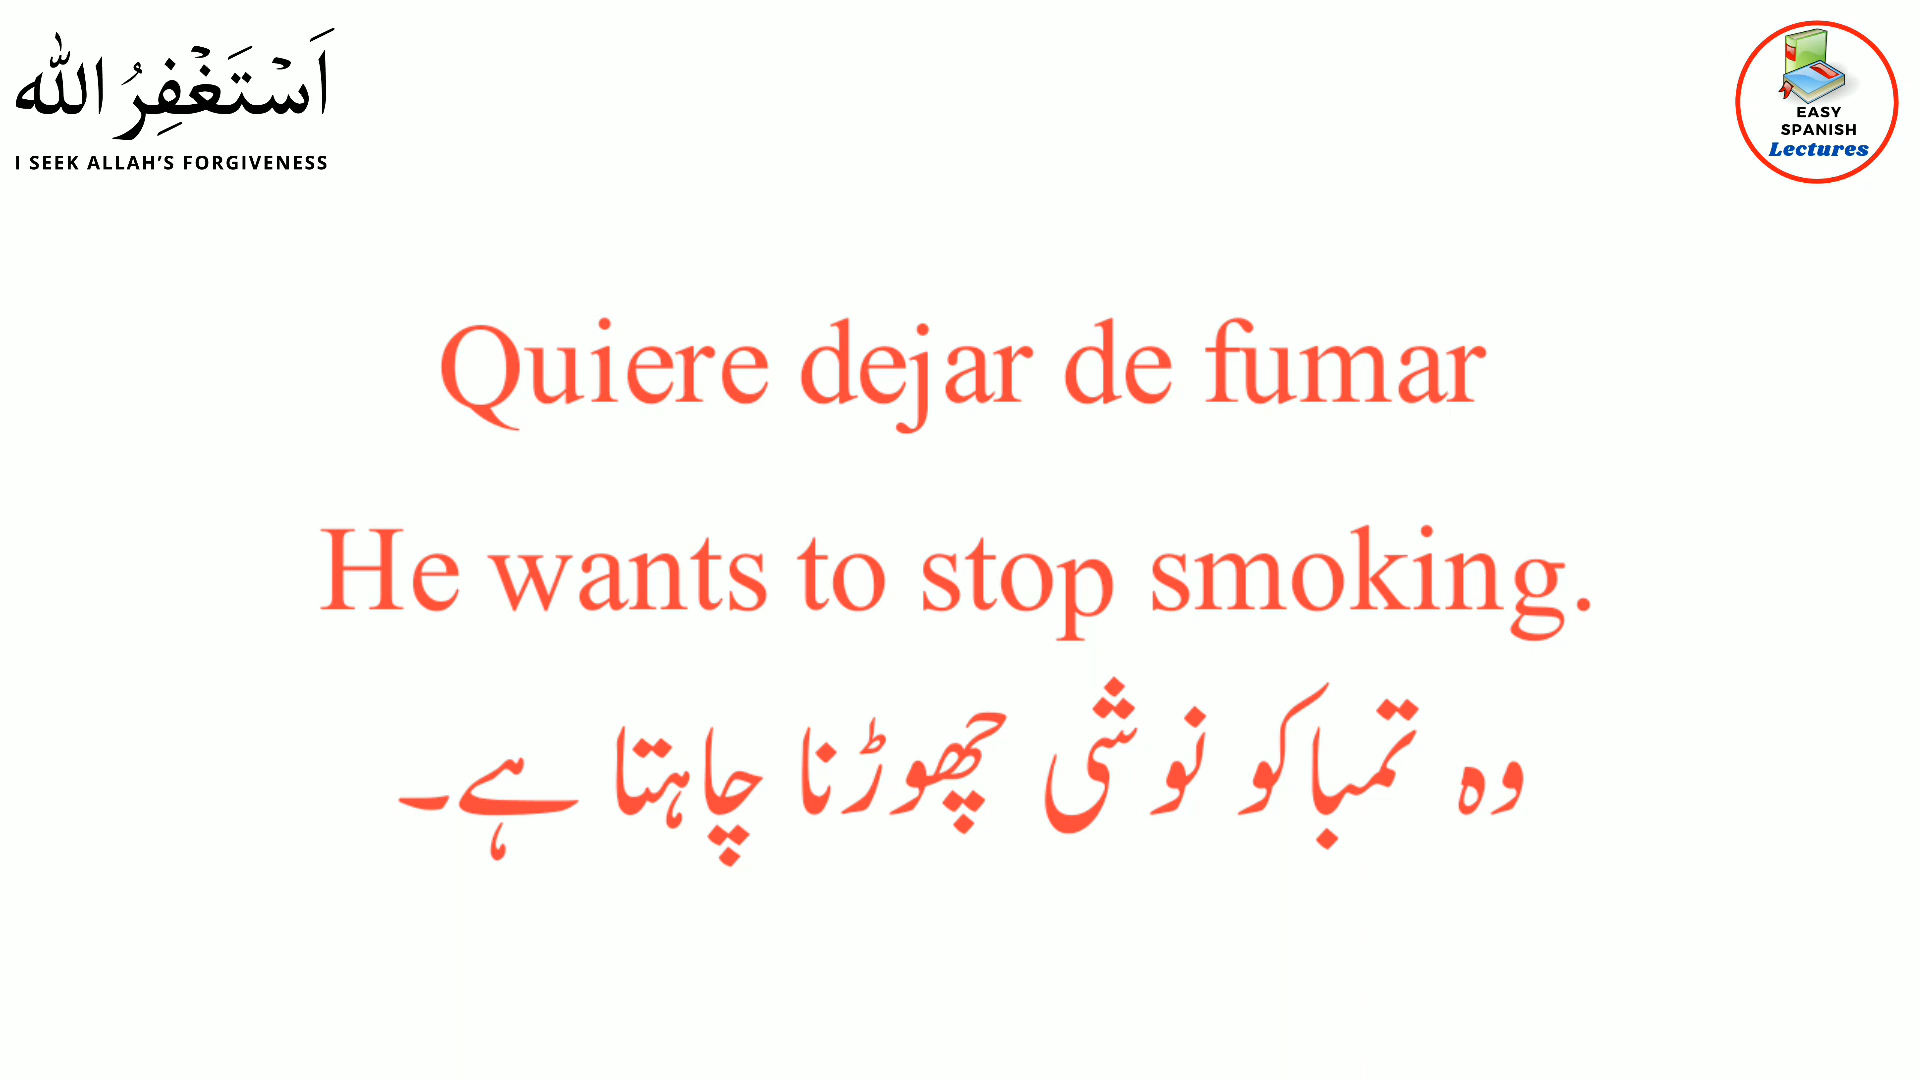 اَسْتَغْفِرُ الله
I SEEK ALLAH'S FORGIVENESS
EASY
SPANISH
Lectures
Quiere dejar de fumar
He wants to stop smoking.
وہ تمباکو نوشی چھوڑنا چاہتا ہے۔